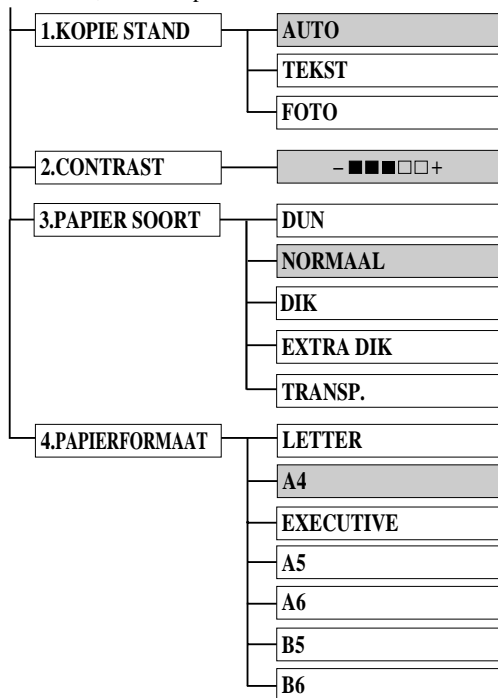 1.KOPIE STAND
AUTO
TEKST
FOTO
2.CONTRAST
– ■■■□□+
3.PAPIER SOORT
DUN
NORMAAL
DIK
EXTRA DIK
TRANSP.
4.PAPIERFORMAAT
LETTER
A4
EXECUTIVE
A5
A6
B5
B6